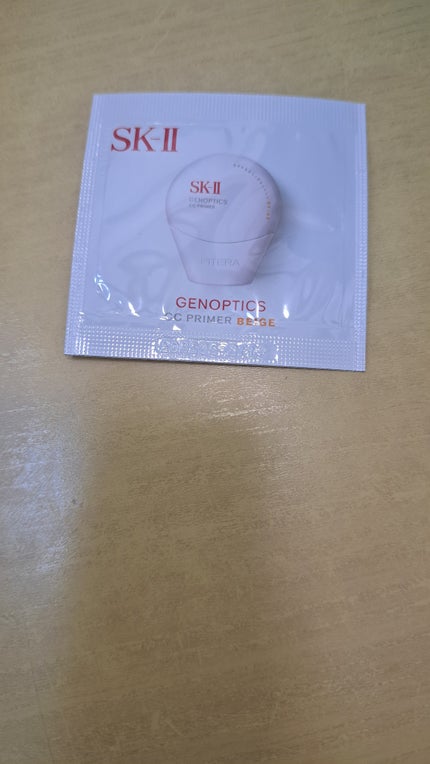 SK-II
SK-II
GENOPTICS
CC PRIMER
PITERA
GENOPTICS
CC PRIMER BEIGE